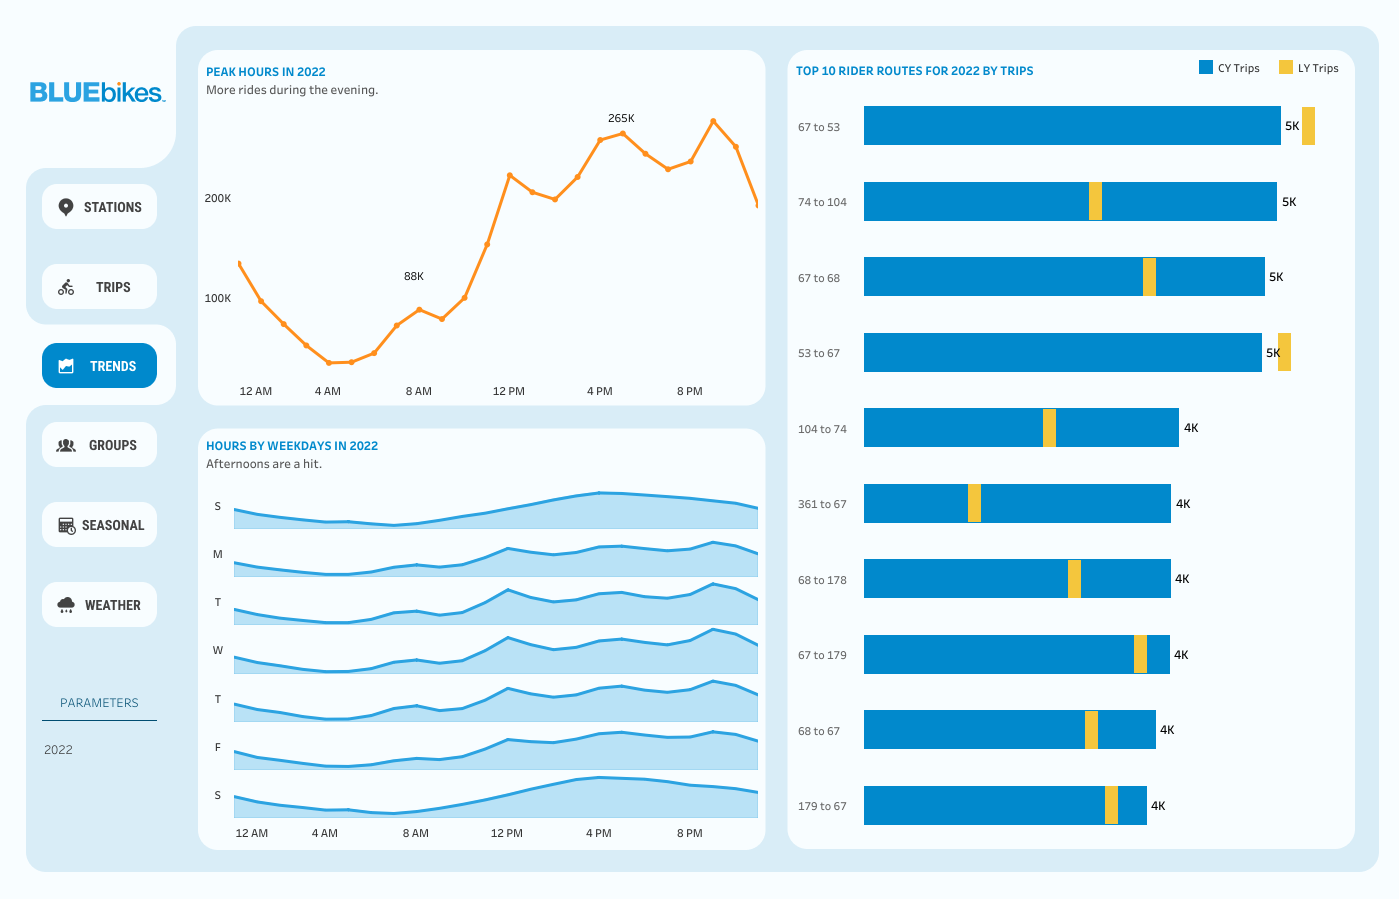 BLUEbikes
STATIONS
TRIPS
TRENDS
GROUPS
SEASONAL
WEATHER
PARAMETERS
2022
PEAK HOURS IN 2022
More rides during the evening.
265K
200K
88K
100K
12 AM 4 AM 8 AM 12 PM 4 PM 8 PM
HOURS BY WEEKDAYS IN 2022
Afternoons are a hit.
S
M
T
W
T
F
S
12 AM 4 AM 8 AM 12 PM 4 PM 8 PM
TOP 10 RIDER ROUTES FOR 2022 BY TRIPS
CY Trips LY Trips
67 to 53 5K
74 to 104 5K
67 to 68 5K
53 to 67 5K
104 to 74 4K
361 to 67 4K
68 to 178 4K
67 to 179 4K
68 to 67 4K
179 to 67 4K